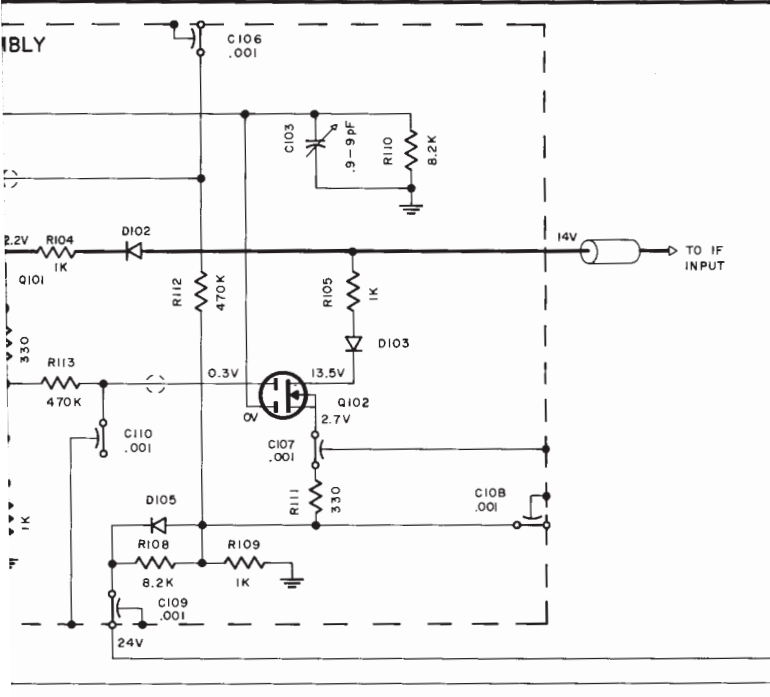 C106
.001
C103
.9-9pF
R110
8.2K
2.2V
R104
1K
D102
14V
TO IF
INPUT
Q101
R112
470K
R105
1K
330
D103
R113
470K
0.3V
13.5V
Q102
0V
2.7V
C110
.001
C107
.001
R111
330
C108
.001
1K
D105
R108
8.2K
R109
1K
C109
.001
24V